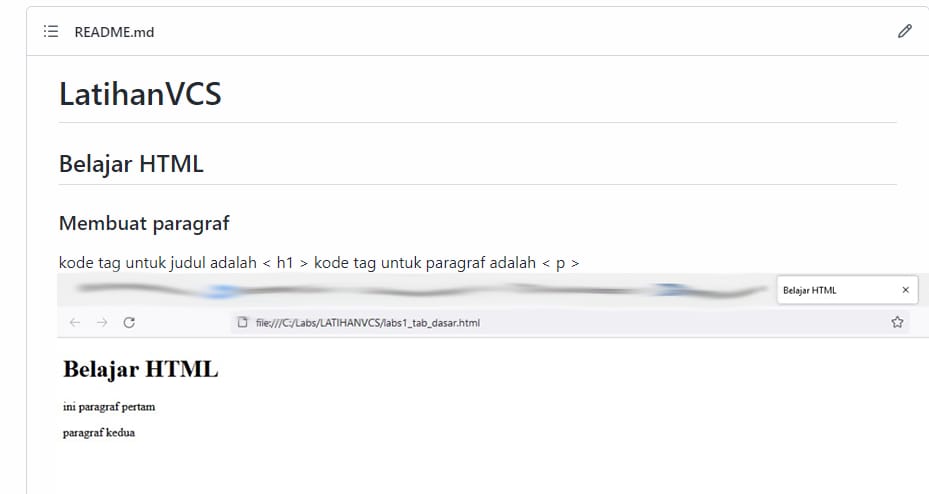 README.md
LatihanVCS
Belajar HTML
Membuat paragraf
kode tag untuk judul adalah < h1 > kode tag untuk paragraf adalah < p >
Belajar HTML
file:///C:/Labs/LATIHANVCS/labs1_tab_dasar.html
Belajar HTML
ini paragraf pertam
paragraf kedua